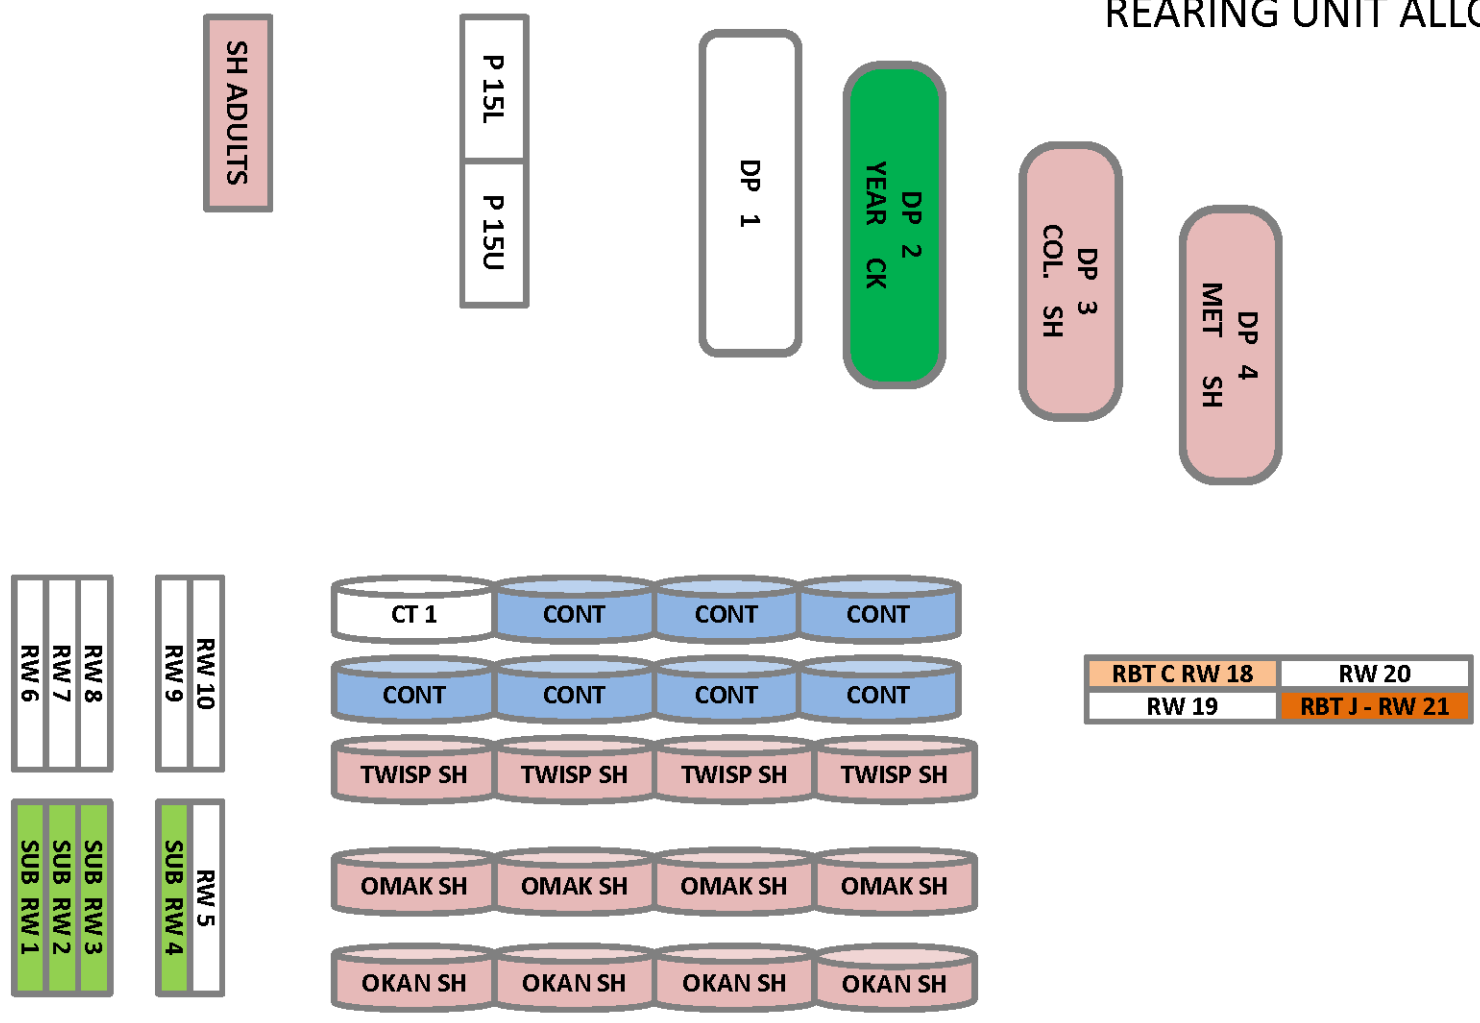 REARING UNIT ALLO
SH ADULTS
P 15L
P 15U
DP 1
DP 2
YEAR CK
DP 3
COL. SH
DP 4
MET SH
RW 6
RW 7
RW 8
RW 9
RW 10
CT 1 CONT CONT CONT
CONT CONT CONT CONT
TWISP SH TWISP SH TWISP SH TWISP SH
OMAK SH OMAK SH OMAK SH OMAK SH
OKAN SH OKAN SH OKAN SH OKAN SH
RBT C RW 18 RW 20
RW 19 RBT J - RW 21
SUB RW 1
SUB RW 2
SUB RW 3
SUB RW 4
RW 5